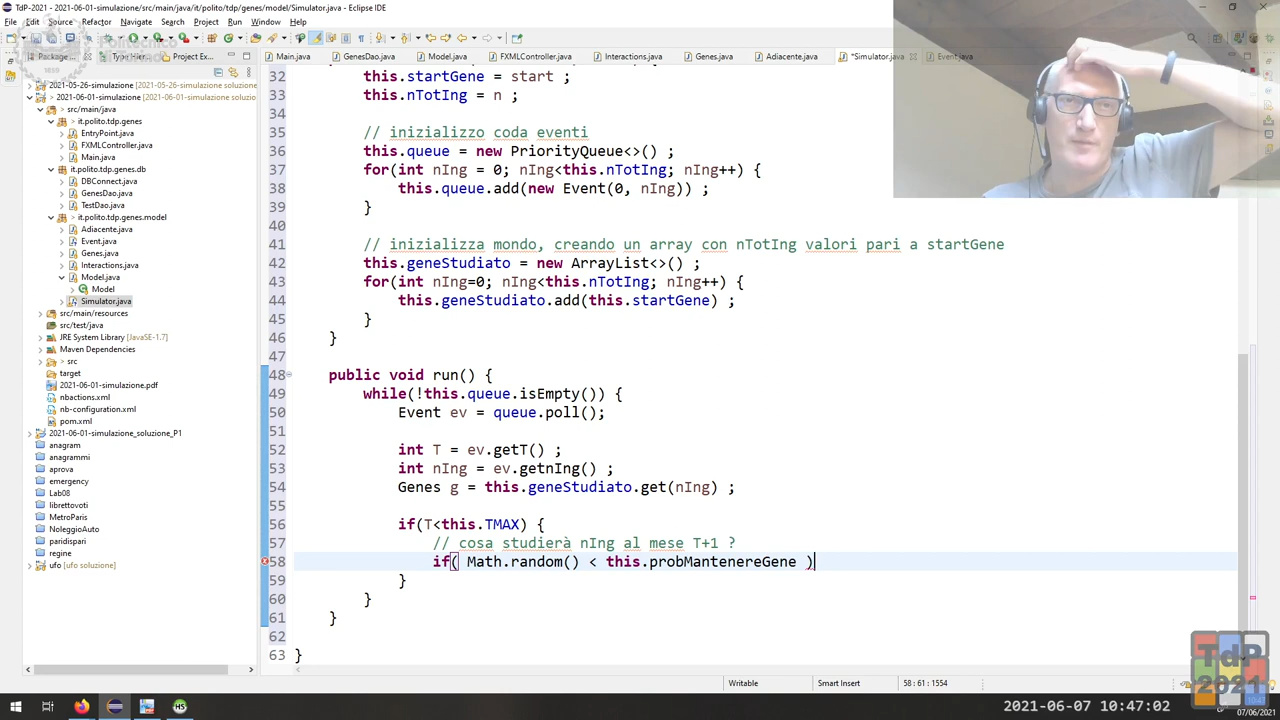 TdP-2021 - 2021-06-01-simulazione/src/main/java/it/polito/tdp/genes/model/Simulator.java - Eclipse IDE
File Edit Source Refactor Navigate Search Project Run Window Help
Package... Type Hier... Project Ex...
Main.java GenesDao.java Model.java FXMLController.java Interactions.java Genes.java Adiacente.java *Simulator.java Event.java
2021-05-26-simulazione (2021-05-26-simulazione soluzione
2021-06-01-simulazione (2021-06-01-simulazione soluzio
src/main/java
it.polito.tdp.genes
EntryPoint.java
FXMLController.java
Main.java
it.polito.tdp.genes.db
DBConnect.java
GenesDao.java
TestDao.java
it.polito.tdp.genes.model
Adiacente.java
Event.java
Genes.java
Interactions.java
Model.java
Model
Simulator.java
src/main/resources
src/test/java
JRE System Library [JavaSE-1.7]
Maven Dependencies
> src
target
2021-06-01-simulazione.pdf
nbactions.xml
nb-configuration.xml
pom.xml
2021-06-01-simulazione_soluzione_P1
anagram
anagrammi
aprova
emergency
Lab08
librettovoti
MetroParis
NoleggioAuto
paridispari
regine
ufo (ufo soluzione)
32 this.startGene = start ;
33 this.nTotIng = n ;
34
35 // inizializzo coda eventi
36 this.queue = new PriorityQueue<>() ;
37 for(int nIng = 0; nIng<this.nTotIng; nIng++) {
38 this.queue.add(new Event(0, nIng)) ;
39 }
40
41 // inizializza mondo, creando un array con nTotIng valori pari a startGene
42 this.geneStudiato = new ArrayList<>() ;
43 for(int nIng=0; nIng<this.nTotIng; nIng++) {
44 this.geneStudiato.add(this.startGene) ;
45 }
46 }
47
48 public void run() {
49 while(!this.queue.isEmpty()) {
50 Event ev = queue.poll();
51
52 int T = ev.getT() ;
53 int nIng = ev.getnIng() ;
54 Genes g = this.geneStudiato.get(nIng) ;
55
56 if(T<this.TMAX) {
57 // cosa studierà nIng al mese T+1 ?
58 if( Math.random() < this.probMantenereGene )
59 }
60 }
61 }
62
63 }
Writable Smart Insert 58 : 61 : 1554
TdP
2021
2021-06-07 10:47:02
10:47
07/06/2021